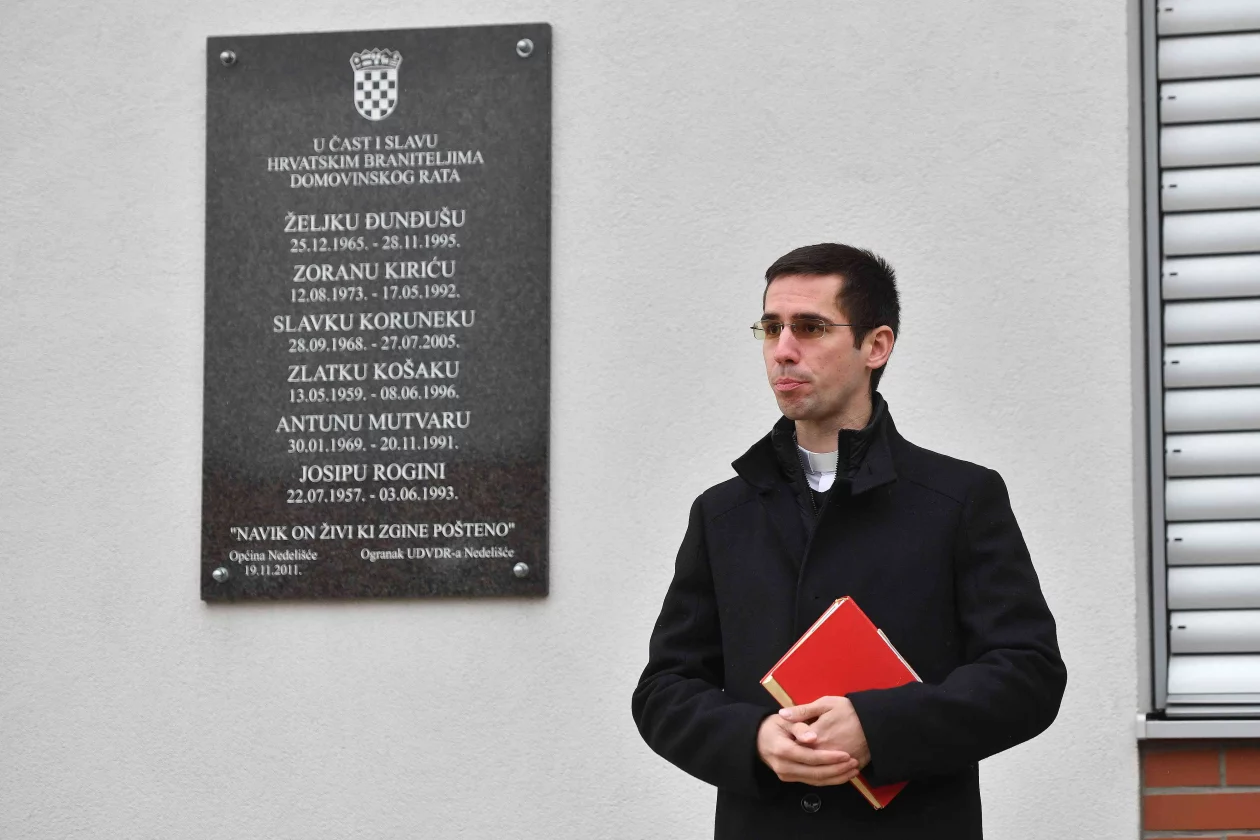 U ČAST I SLAVU
HRVATSKIM BRANITELJIMA
DOMOVINSKOG RATA
ŽELJKU ĐUNĐUŠU
25.12.1965. - 28.11.1995.
ZORANU KIRIĆU
12.08.1973. - 17.05.1992.
SLAVKU KORUNEKU
28.09.1968. - 27.07.2005.
ZLATKU KOŠAKU
13.05.1959. - 08.06.1996.
ANTUNU MUTVARU
30.01.1969. - 20.11.1991.
JOSIPU ROGINI
22.07.1957. - 03.06.1993.
"NAVIK ON ŽIVI KI ZGINE POŠTENO"
Općina Nedelišće Ogranak UDVDR-a Nedelišće
19.11.2011.